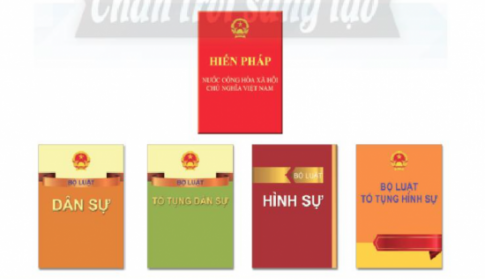 Chân trời sáng tạo
HIẾN PHÁP
NƯỚC CỘNG HÒA XÃ HỘI
CHỦ NGHĨA VIỆT NAM
BỘ LUẬT
DÂN SỰ
BỘ LUẬT
TỐ TỤNG DÂN SỰ
BỘ LUẬT
HÌNH SỰ
BỘ LUẬT
TỐ TỤNG HÌNH SỰ